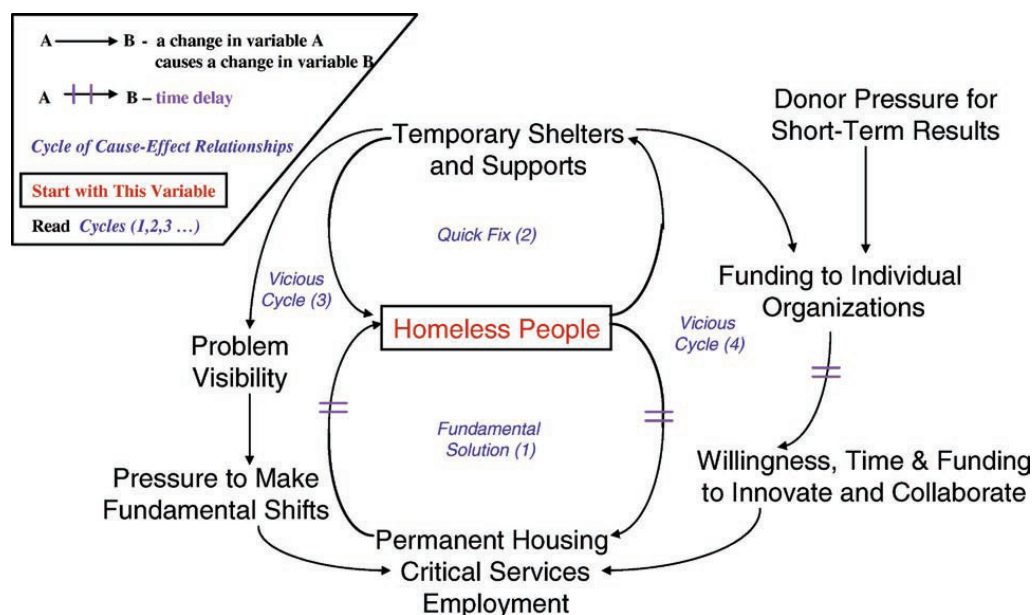 A B - a change in variable A
causes a change in variable B
A B – time delay
Cycle of Cause-Effect Relationships
Start with This Variable
Read Cycles (1,2,3 ...)
Temporary Shelters
and Supports
Donor Pressure for
Short-Term Results
Quick Fix (2)
Vicious
Cycle (3)
Homeless People
Vicious
Cycle (4)
Funding to Individual
Organizations
Problem
Visibility
Fundamental
Solution (1)
Pressure to Make
Fundamental Shifts
Willingness, Time & Funding
to Innovate and Collaborate
Permanent Housing
Critical Services
Employment